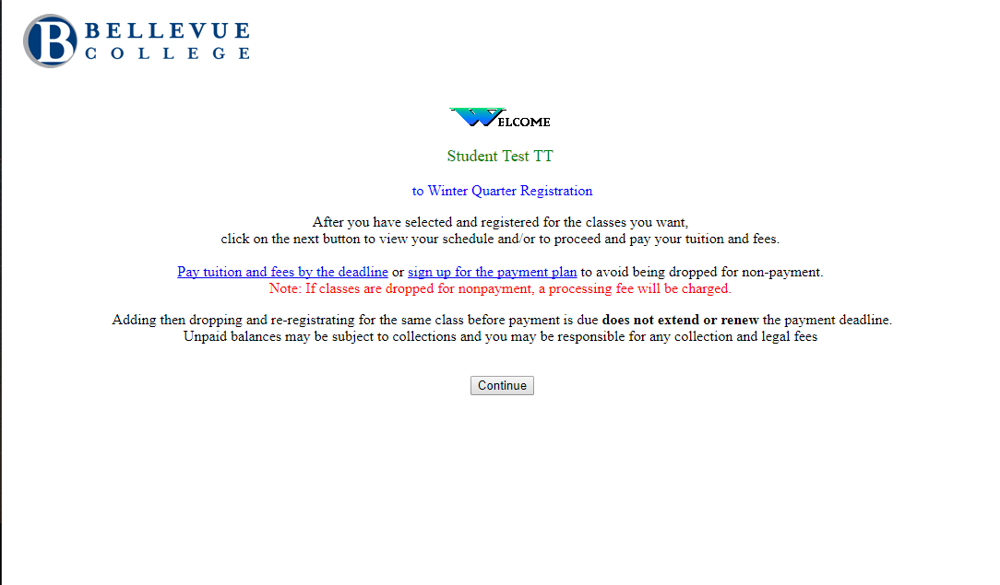 B BELLEVUE
COLLEGE
WELCOME
Student Test TT
to Winter Quarter Registration
After you have selected and registered for the classes you want,
click on the next button to view your schedule and/or to proceed and pay your tuition and fees.
Pay tuition and fees by the deadline or sign up for the payment plan to avoid being dropped for non-payment.
Note: If classes are dropped for nonpayment, a processing fee will be charged.
Adding then dropping and re-registrating for the same class before payment is due does not extend or renew the payment deadline.
Unpaid balances may be subject to collections and you may be responsible for any collection and legal fees
Continue